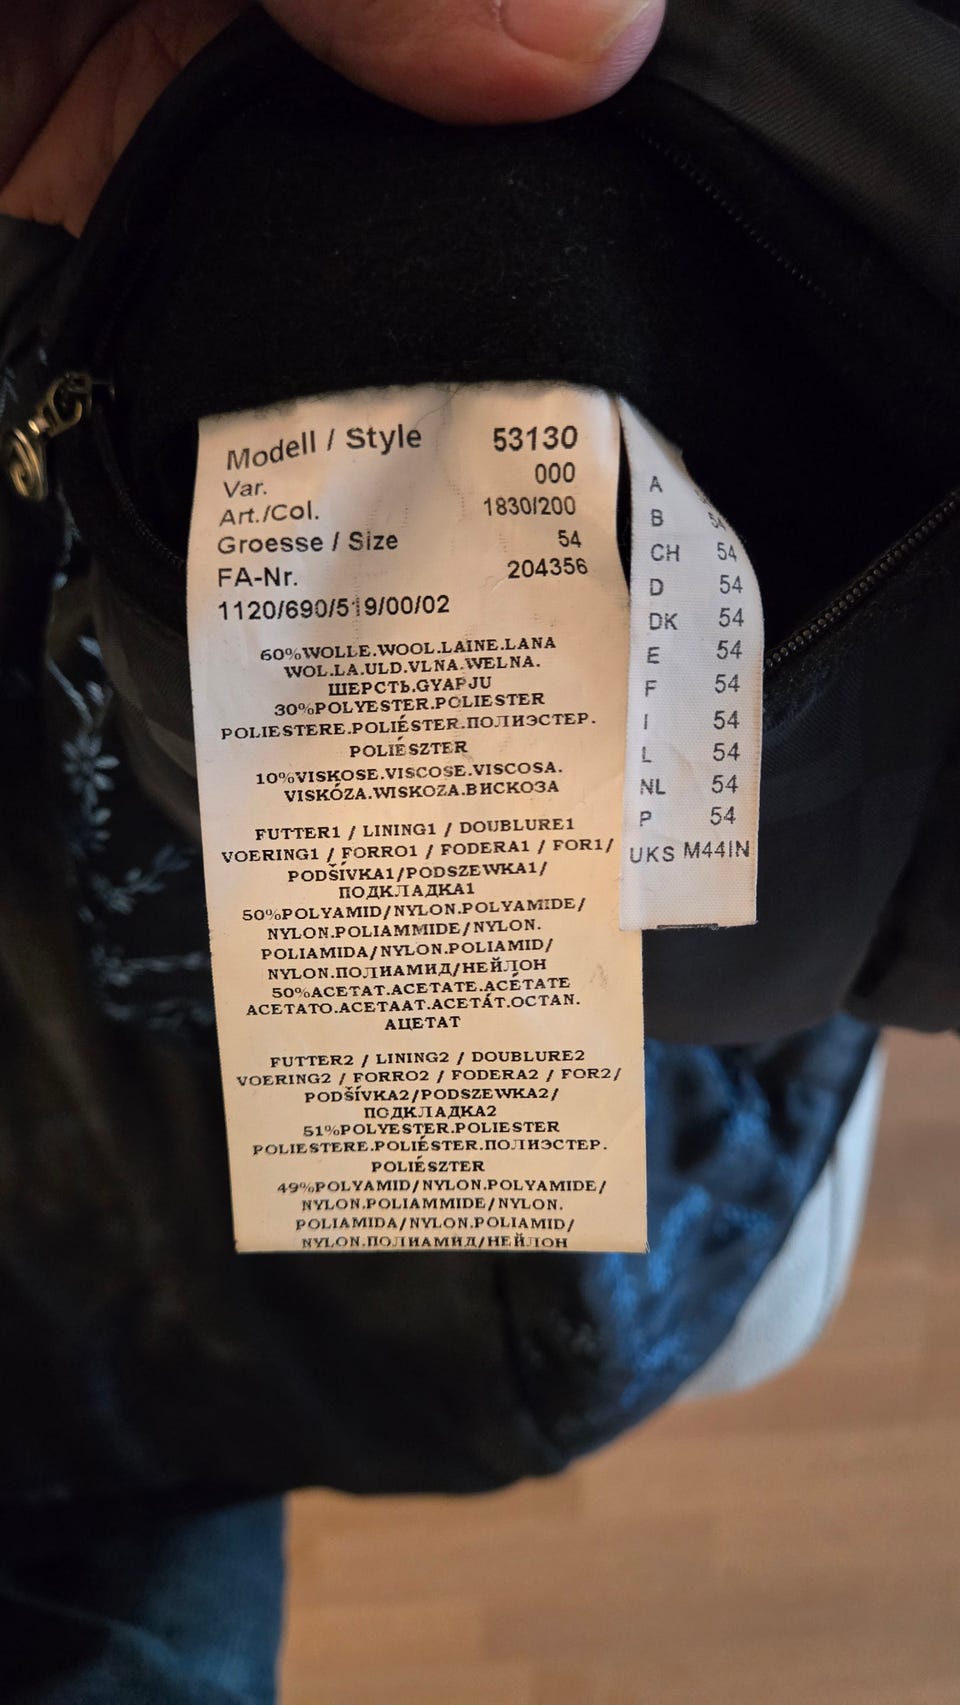 Modell / Style 53130
Var. 000
Art./Col. 1830/200
Groesse / Size 54
FA-Nr. 204356
1120/690/519/00/02
60%WOLLE.WOOL.LAINE.LANA
WOL.LA.ULD.VLNA.WELNA.
ШЕРСТЬ.GYAPJU
30%POLYESTER.POLIESTER
POLIESTERE.POLIÉSTER.ПОЛИЭСТЕР.
POLIÉSZTER
10%VISKOSE.VISCOSE.VISCOSA.
VISKÓZA.WISKOZA.ВИСКОЗА
FUTTER1 / LINING1 / DOUBLURE1
VOERING1 / FORRO1 / FODERA1 / FOR1/
PODŠÍVKA1/PODSZEWKA1/
ПОДКЛАДКА1
50%POLYAMID/NYLON.POLYAMIDE/
NYLON.POLIAMMIDE/NYLON.
POLIAMIDA/NYLON.POLIAMID/
NYLON.ПОЛИАМИД/НЕЙЛОН
50%ACETAT.ACETATE.ACÉTATE
ACETATO.ACETAAT.ACETÁT.OCTAN.
АЦЕТАТ
FUTTER2 / LINING2 / DOUBLURE2
VOERING2 / FORRO2 / FODERA2 / FOR2/
PODŠÍVKA2/PODSZEWKA2/
ПОДКЛАДКА2
51%POLYESTER.POLIESTER
POLIESTERE.POLIÉSTER.ПОЛИЭСТЕР.
POLIÉSZTER
49%POLYAMID/NYLON.POLYAMIDE/
NYLON.POLIAMMIDE/NYLON.
POLIAMIDA/NYLON.POLIAMID/
NYLON.ПОЛИАМИД/НЕЙЛОН
A
B 54
CH 54
D 54
DK 54
E 54
F 54
I 54
L 54
NL 54
P 54
UKS M44IN